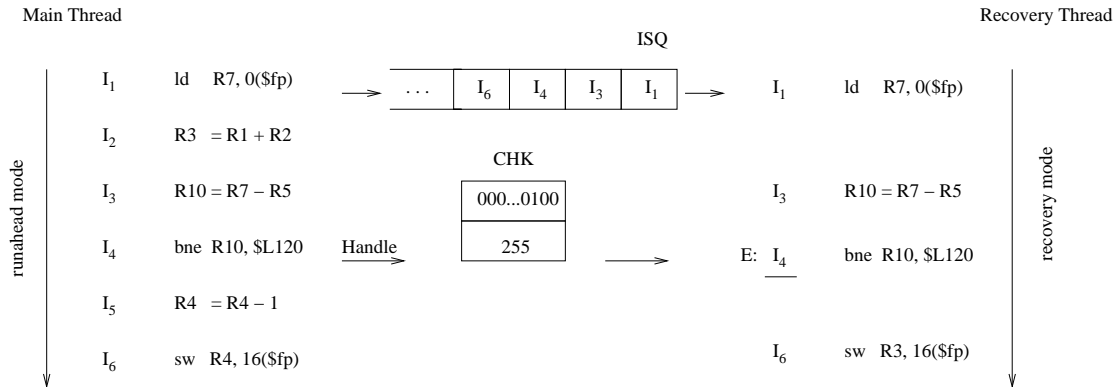 Main Thread
Recovery Thread
ISQ
I1 ld R7, 0($fp)
. . . I6 I4 I3 I1
I1 ld R7, 0($fp)
I2 R3 = R1 + R2
CHK
I3 R10 = R7 − R5
000...0100
I3 R10 = R7 − R5
I4 bne R10, $L120
Handle
255
E: I4 bne R10, $L120
I5 R4 = R4 − 1
I6 sw R4, 16($fp)
I6 sw R3, 16($fp)
runahead mode
recovery mode